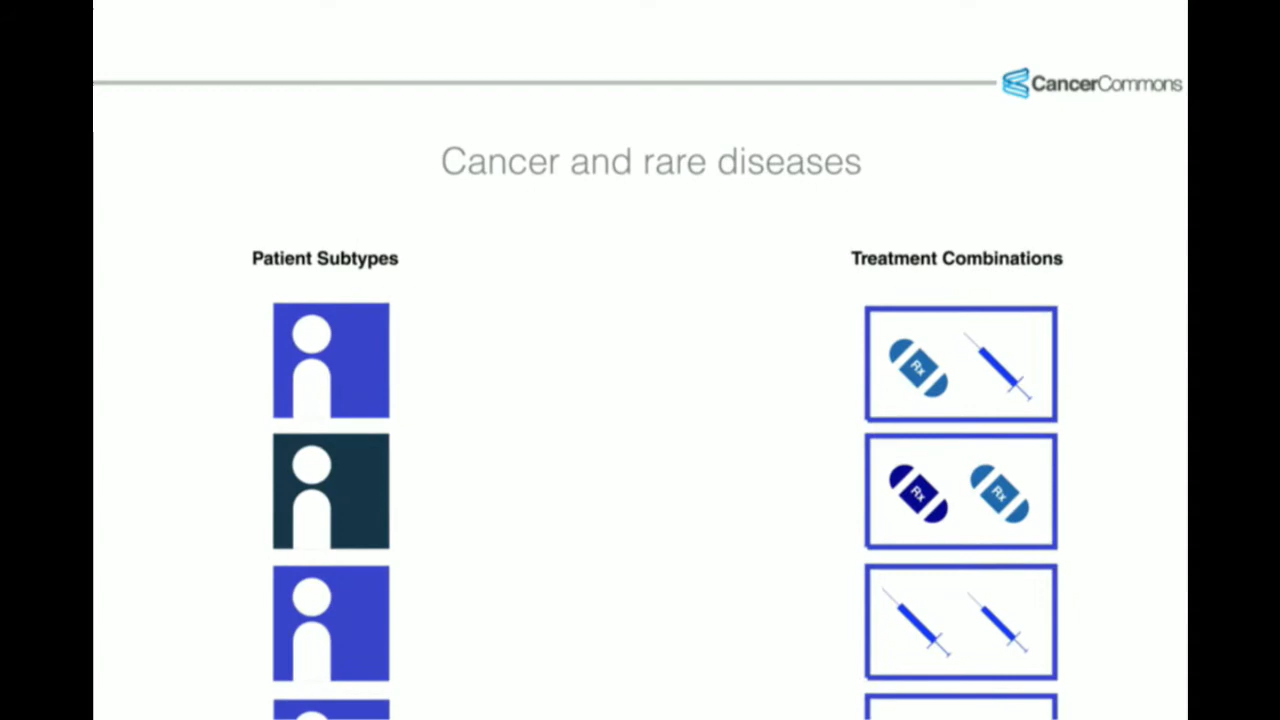 CancerCommons
Cancer and rare diseases
Patient Subtypes
Treatment Combinations
Rx
Rx
Rx